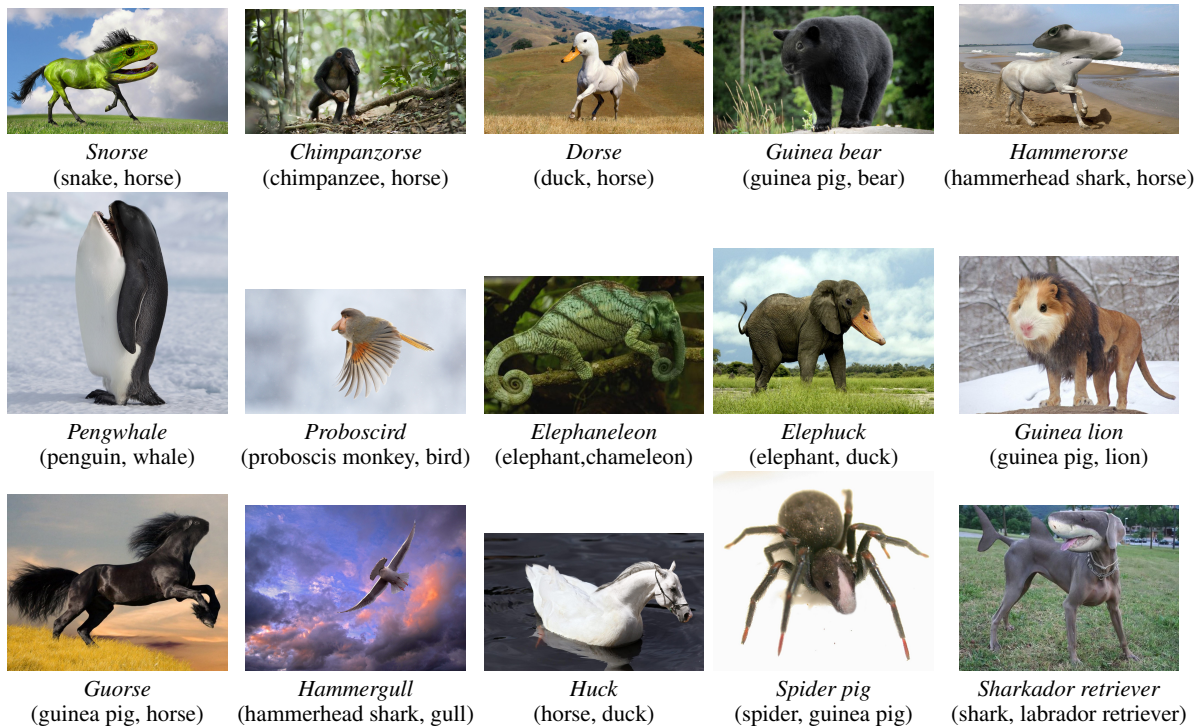 Snorse
(snake, horse)
Chimpanzorse
(chimpanzee, horse)
Dorse
(duck, horse)
Guinea bear
(guinea pig, bear)
Hammerorse
(hammerhead shark, horse)
Pengwhale
(penguin, whale)
Proboscird
(proboscis monkey, bird)
Elephaneleon
(elephant,chameleon)
Elephuck
(elephant, duck)
Guinea lion
(guinea pig, lion)
Guorse
(guinea pig, horse)
Hammergull
(hammerhead shark, gull)
Huck
(horse, duck)
Spider pig
(spider, guinea pig)
Sharkador retriever
(shark, labrador retriever)